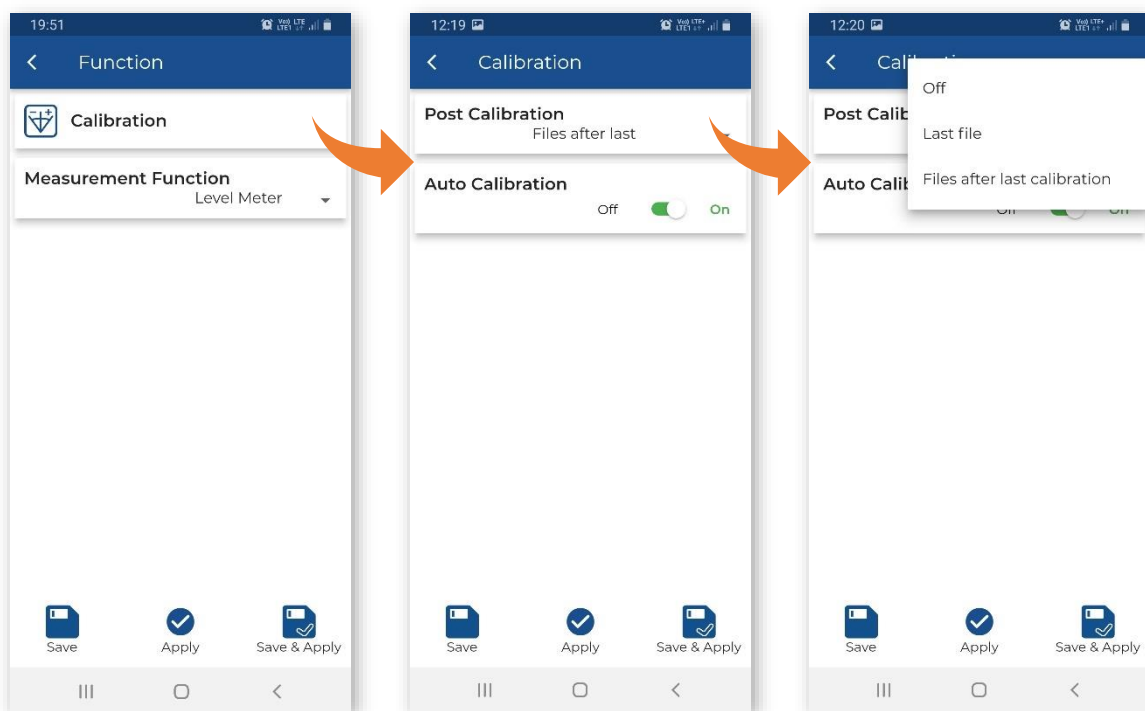 19:51
Function
Calibration
Measurement Function
Level Meter
Save
Apply
Save & Apply
12:19
Calibration
Post Calibration
Files after last
Auto Calibration
Off
On
Save
Apply
Save & Apply
12:20
Off
Post Calib
Last file
Auto Calib
Files after last calibration
Save
Apply
Save & Apply